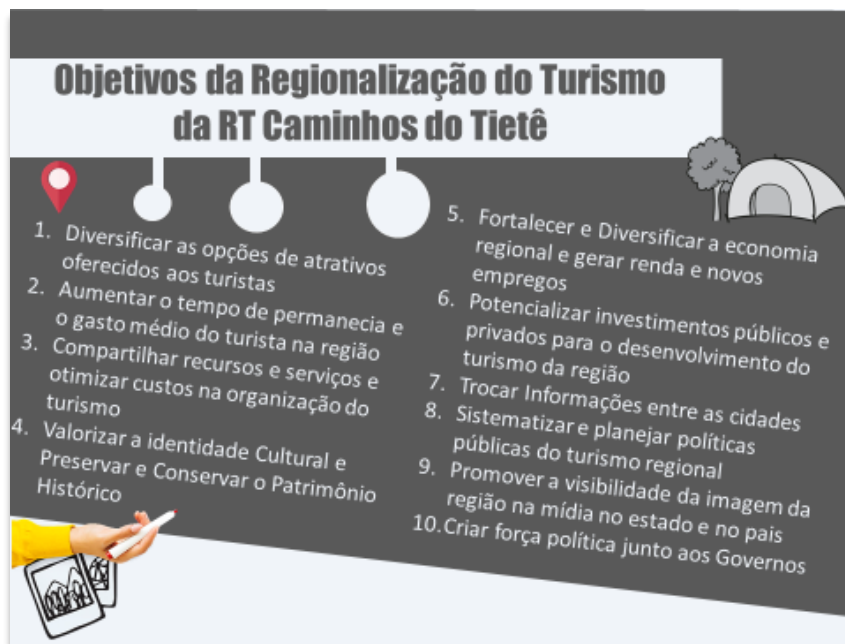 Objetivos da Regionalização do Turismo
da RT Caminhos do Tietê
1. Diversificar as opções de atrativos
oferecidos aos turistas
2. Aumentar o tempo de permanecia e
o gasto médio do turista na região
3. Compartilhar recursos e serviços e
otimizar custos na organização do
turismo
4. Valorizar a identidade Cultural e
Preservar e Conservar o Patrimônio
Histórico
5. Fortalecer e Diversificar a economia
regional e gerar renda e novos
empregos
6. Potencializar investimentos públicos e
privados para o desenvolvimento do
turismo da região
7. Trocar Informações entre as cidades
8. Sistematizar e planejar políticas
públicas do turismo regional
9. Promover a visibilidade da imagem da
região na mídia no estado e no pais
10.Criar força política junto aos Governos